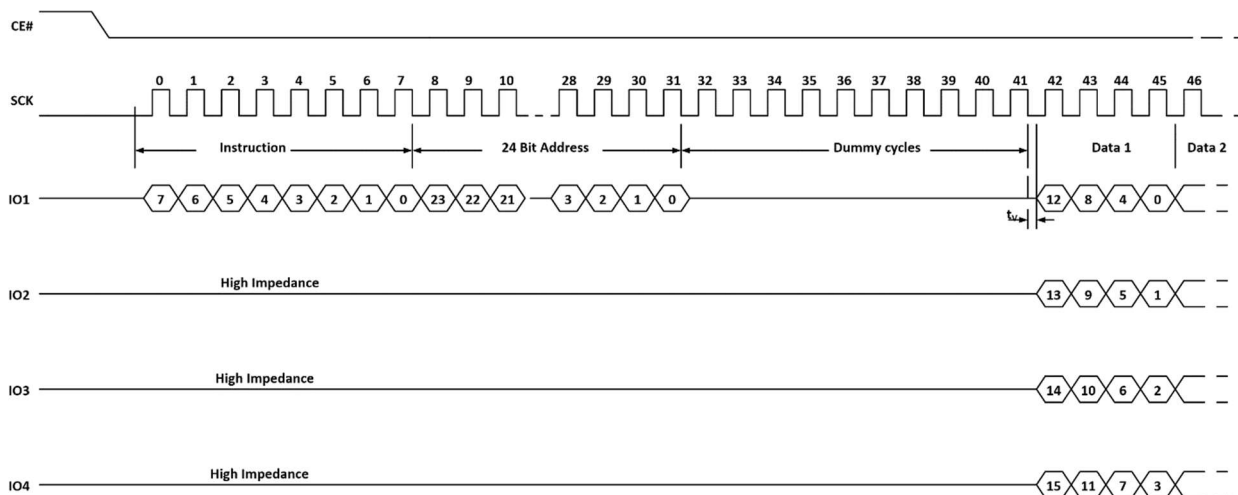 CE#
0 1 2 3 4 5 6 7 8 9 10 28 29 30 31 32 33 34 35 36 37 38 39 40 41 42 43 44 45 46
SCK
Instruction 24 Bit Address Dummy cycles Data 1 Data 2
IO1 7 6 5 4 3 2 1 0 23 22 21 3 2 1 0 12 8 4 0
tv
High Impedance
IO2 13 9 5 1
High Impedance
IO3 14 10 6 2
High Impedance
IO4 15 11 7 3